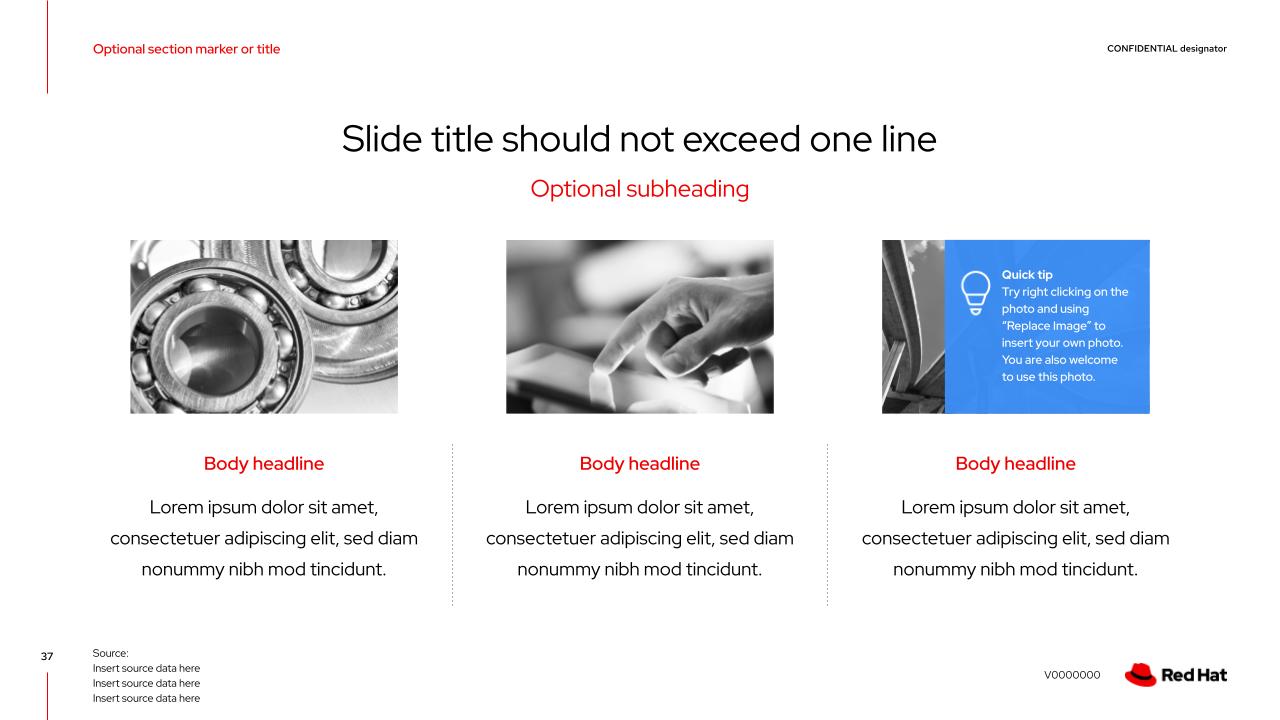 Optional section marker or title
CONFIDENTIAL designator
Slide title should not exceed one line
Optional subheading
Quick tip
Try right clicking on the
photo and using
“Replace Image” to
insert your own photo.
You are also welcome
to use this photo.
Body headline
Lorem ipsum dolor sit amet,
consectetuer adipiscing elit, sed diam
nonummy nibh mod tincidunt.
Body headline
Lorem ipsum dolor sit amet,
consectetuer adipiscing elit, sed diam
nonummy nibh mod tincidunt.
Body headline
Lorem ipsum dolor sit amet,
consectetuer adipiscing elit, sed diam
nonummy nibh mod tincidunt.
37
Source:
Insert source data here
Insert source data here
Insert source data here
V0000000
Red Hat